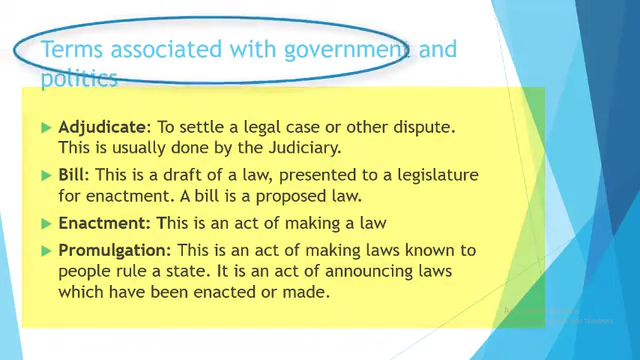 Terms associated with government and
politics
Adjudicate: To settle a legal case or other dispute.
This is usually done by the Judiciary.
Bill: This is a draft of a law, presented to a legislature
for enactment. A bill is a proposed law.
Enactment: This is an act of making a law
Promulgation: This is an act of making laws known to
people rule a state. It is an act of announcing laws
which have been enacted or made.